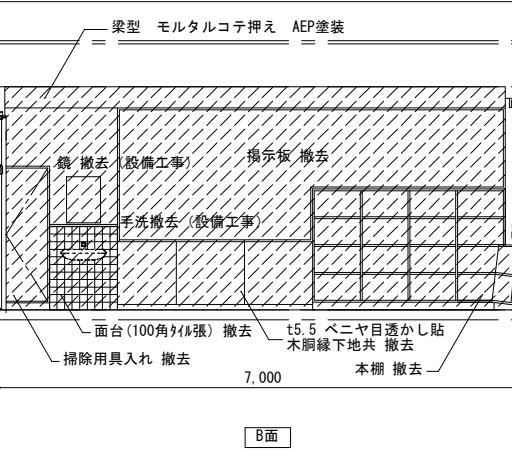 梁型　モルタルコテ押え　AEP塗装
掲示板 撤去
鏡 撤去（設備工事）
手洗撤去（設備工事）
面台(100角ﾀｲﾙ張) 撤去
t5.5 ベニヤ目透かし貼
木胴縁下地共 撤去
掃除用具入れ 撤去
本棚 撤去
7,000
B面